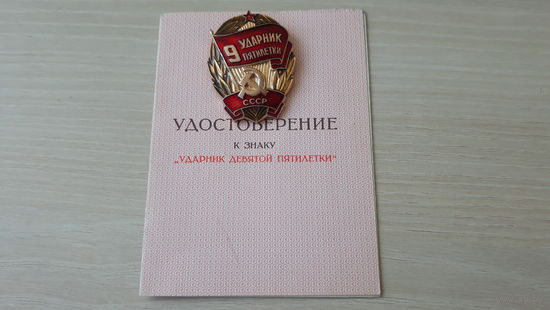 9 УДАРНИК
ПЯТИЛЕТКИ
СССР
УДОСТОВЕРЕНИЕ
К ЗНАКУ
„УДАРНИК ДЕВЯТОЙ ПЯТИЛЕТКИ“